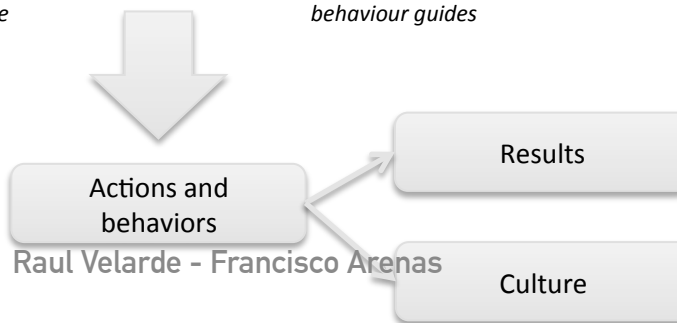 e
behaviour guides
Results
Actions and
behaviors
Raul Velarde - Francisco Arenas
Culture